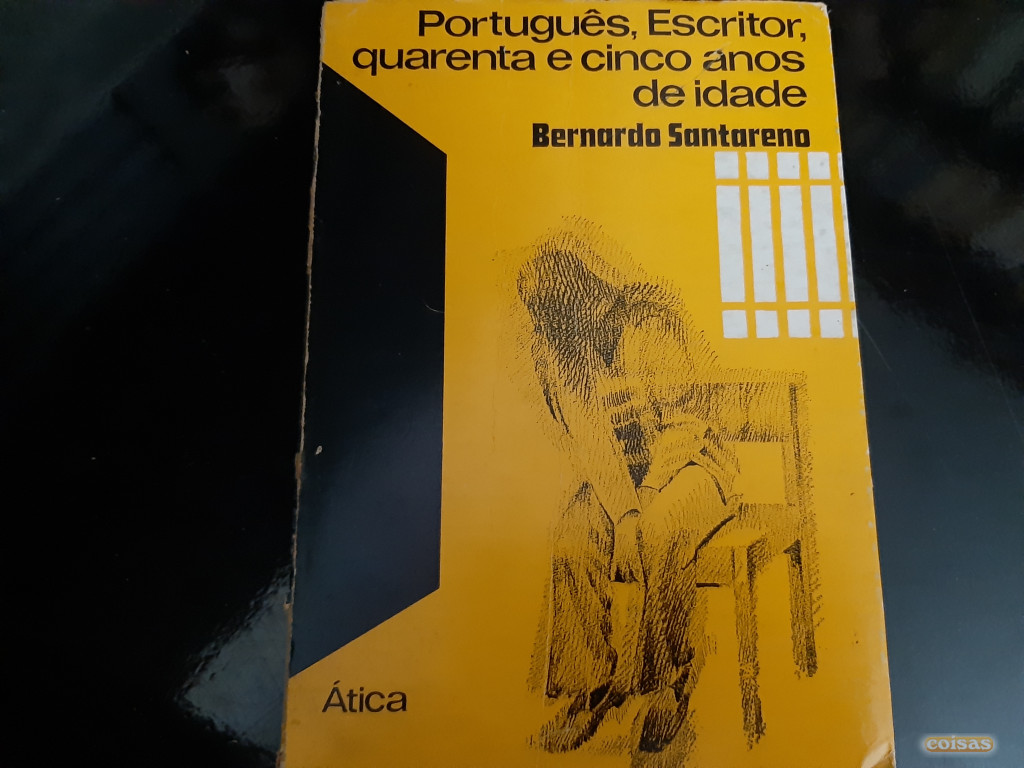 Português, Escritor,
quarenta e cinco anos
de idade
Bernardo Santareno
Ática
coisas